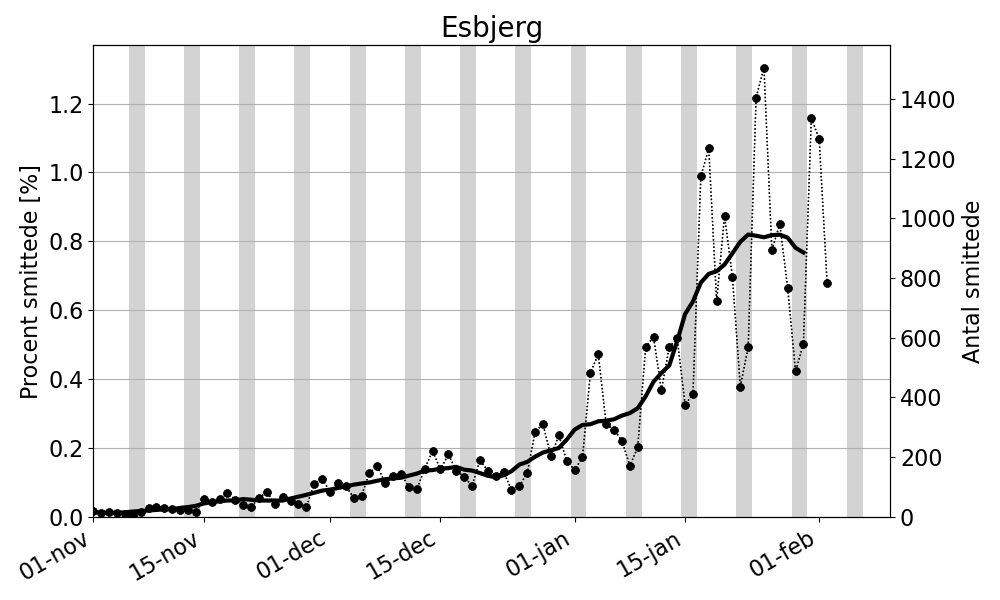 Esbjerg
Procent smittede [%]
1.2
1.0
0.8
0.6
0.4
0.2
0.0
1400
1200
1000
800
600
400
200
0
Antal smittede
01-nov
15-nov
01-dec
15-dec
01-jan
15-jan
01-feb